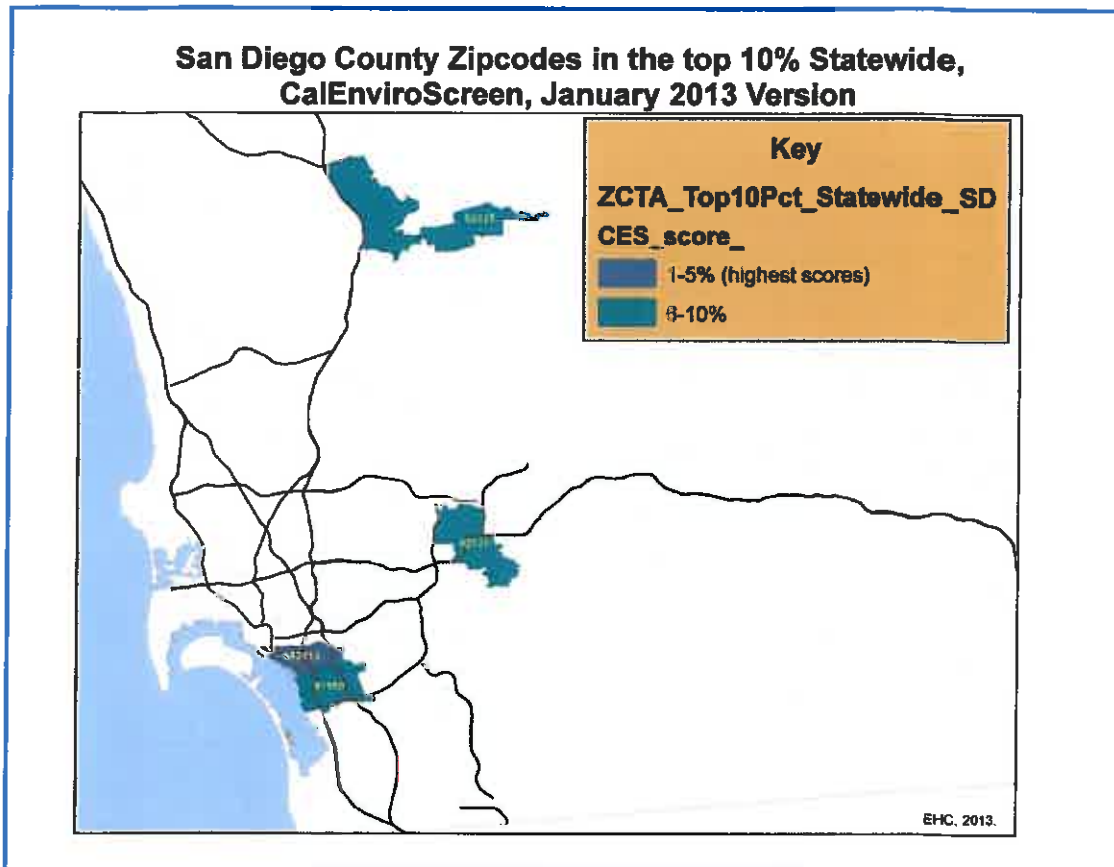 San Diego County Zipcodes in the top 10% Statewide,
CalEnviroScreen, January 2013 Version
Key
ZCTA_Top10Pct_Statewide_SD
CES_score_
1-5% (highest scores)
6-10%
EHC, 2013.